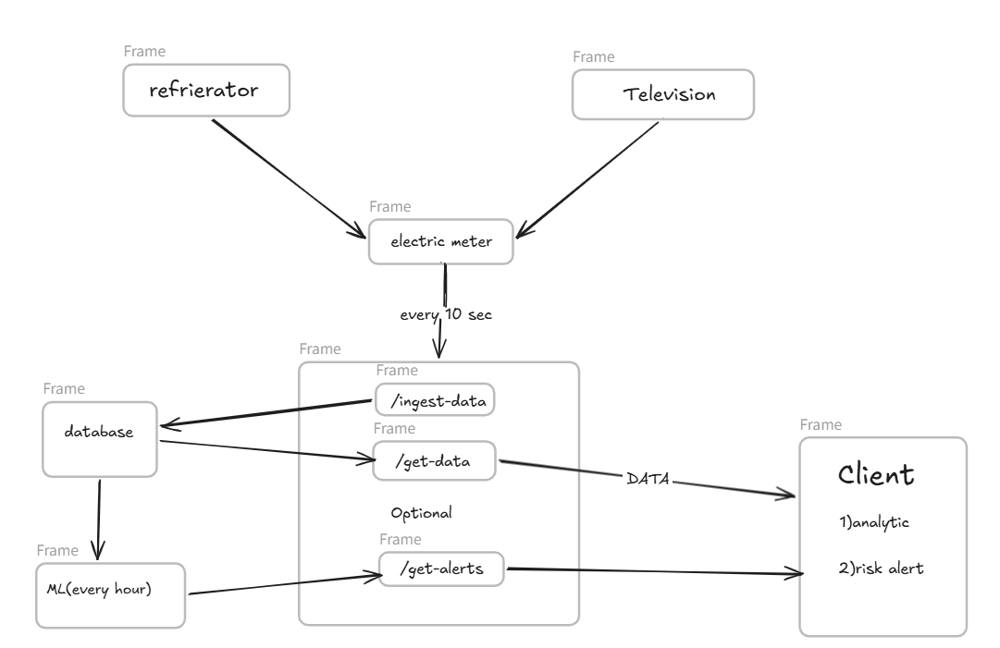 Frame
refrierator
Frame
Television
Frame
electric meter
every 10 sec
Frame
Frame
/ingest-data
Frame
database
Frame
/get-data
DATA
Optional
Frame
/get-alerts
Frame
ML(every hour)
Frame
Client
1)analytic
2)risk alert